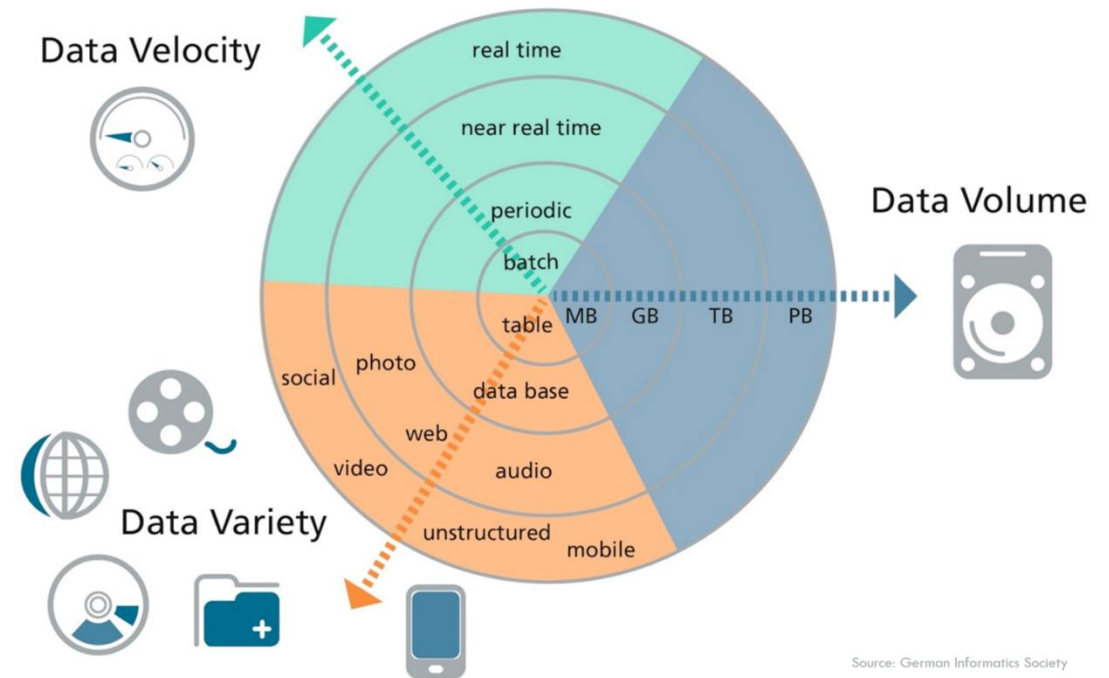 Data Velocity
real time
near real time
periodic
batch
Data Volume
MB GB TB PB
table
photo
social
data base
web
video
audio
Data Variety
unstructured
mobile
Source: German Informatics Society